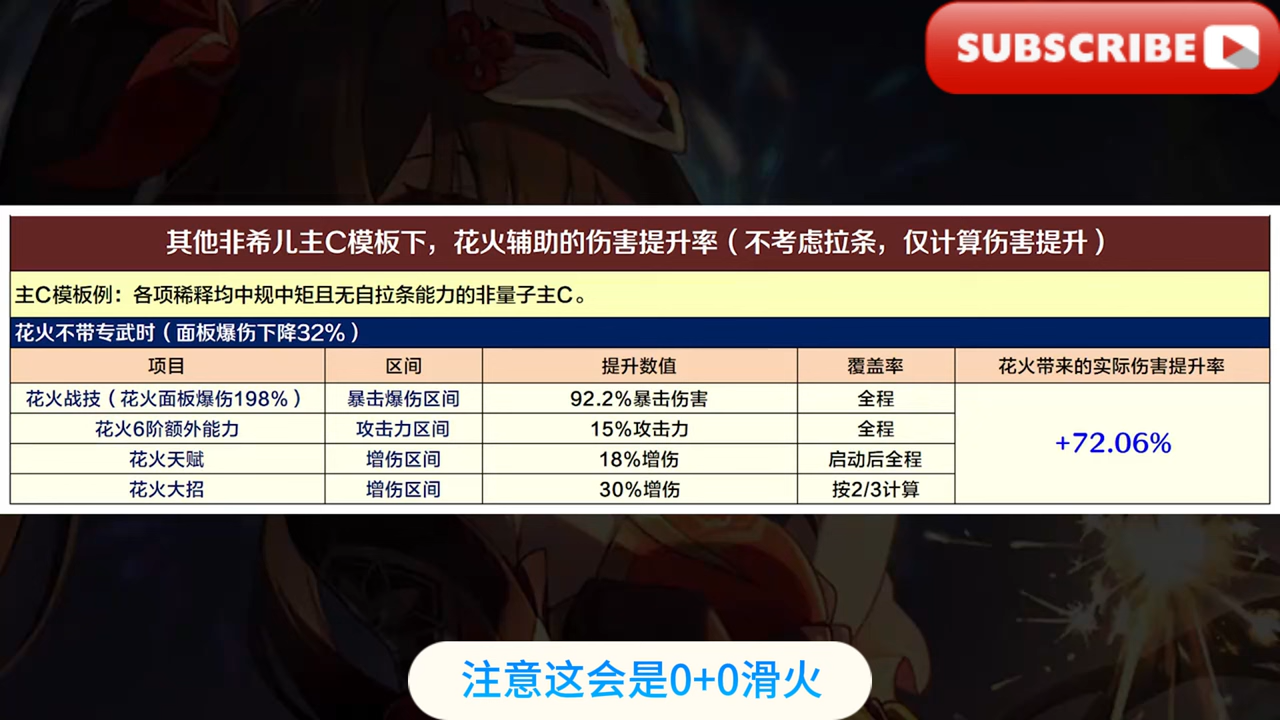 SUBSCRIBE
其他非希儿主C模板下，花火辅助的伤害提升率（不考虑拉条，仅计算伤害提升）
主C模板例：各项稀释均中规中矩且无自拉条能力的非量子主C。
花火不带专武时（面板爆伤下降32%）
项目 区间 提升数值 覆盖率 花火带来的实际伤害提升率
花火战技（花火面板爆伤198%） 暴击爆伤区间 92.2%暴击伤害 全程
花火6阶额外能力 攻击力区间 15%攻击力 全程
+72.06%
花火天赋 增伤区间 18%增伤 启动后全程
花火大招 增伤区间 30%增伤 按2/3计算
注意这会是0+0滑火